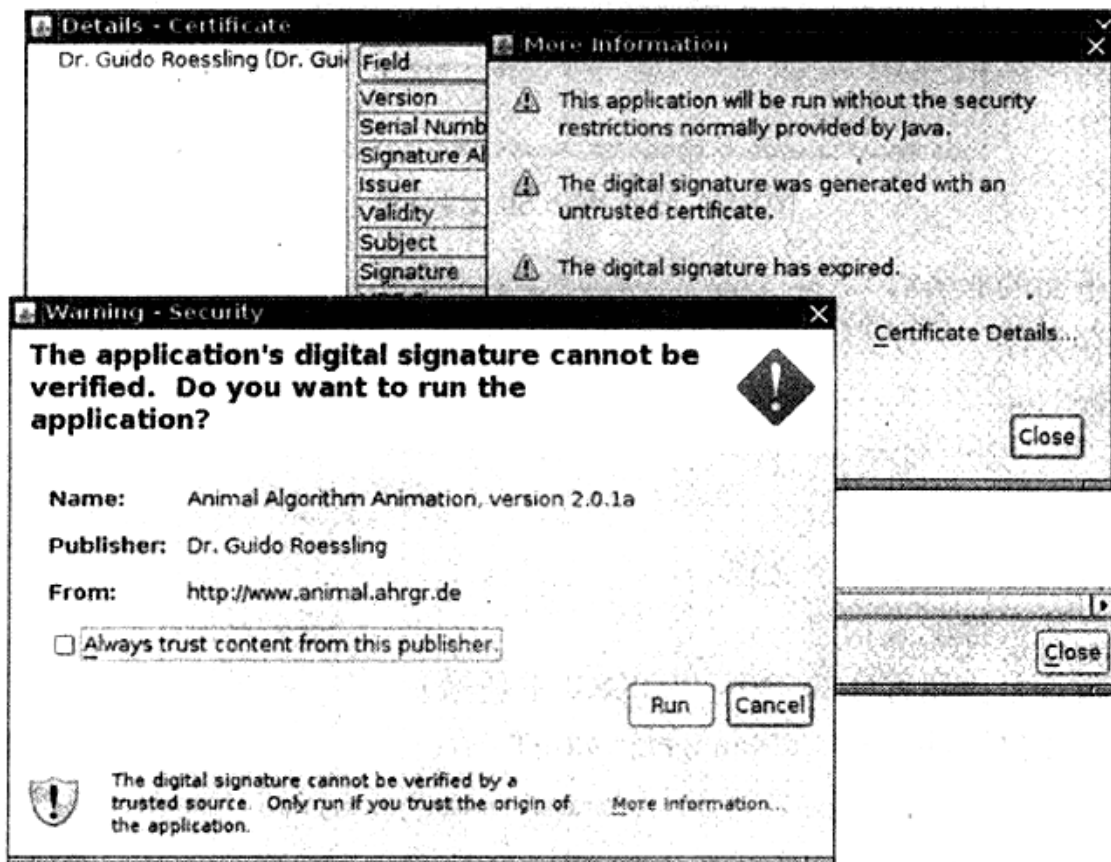 Details - Certificate
Dr. Guido Roessling (Dr. Gui
Field
Version
Serial Numb
Signature Al
Issuer
Validity
Subject
Signature
More Information
This application will be run without the security
restrictions normally provided by Java.
The digital signature was generated with an
untrusted certificate.
The digital signature has expired.
Certificate Details...
Close
Warning - Security
The application's digital signature cannot be
verified. Do you want to run the
application?
Name: Animal Algorithm Animation, version 2.0.1a
Publisher: Dr. Guido Roessling
From: http://www.animal.ahrgr.de
Always trust content from this publisher.
Run Cancel
The digital signature cannot be verified by a
trusted source. Only run if you trust the origin of
the application.
More Information...
Close